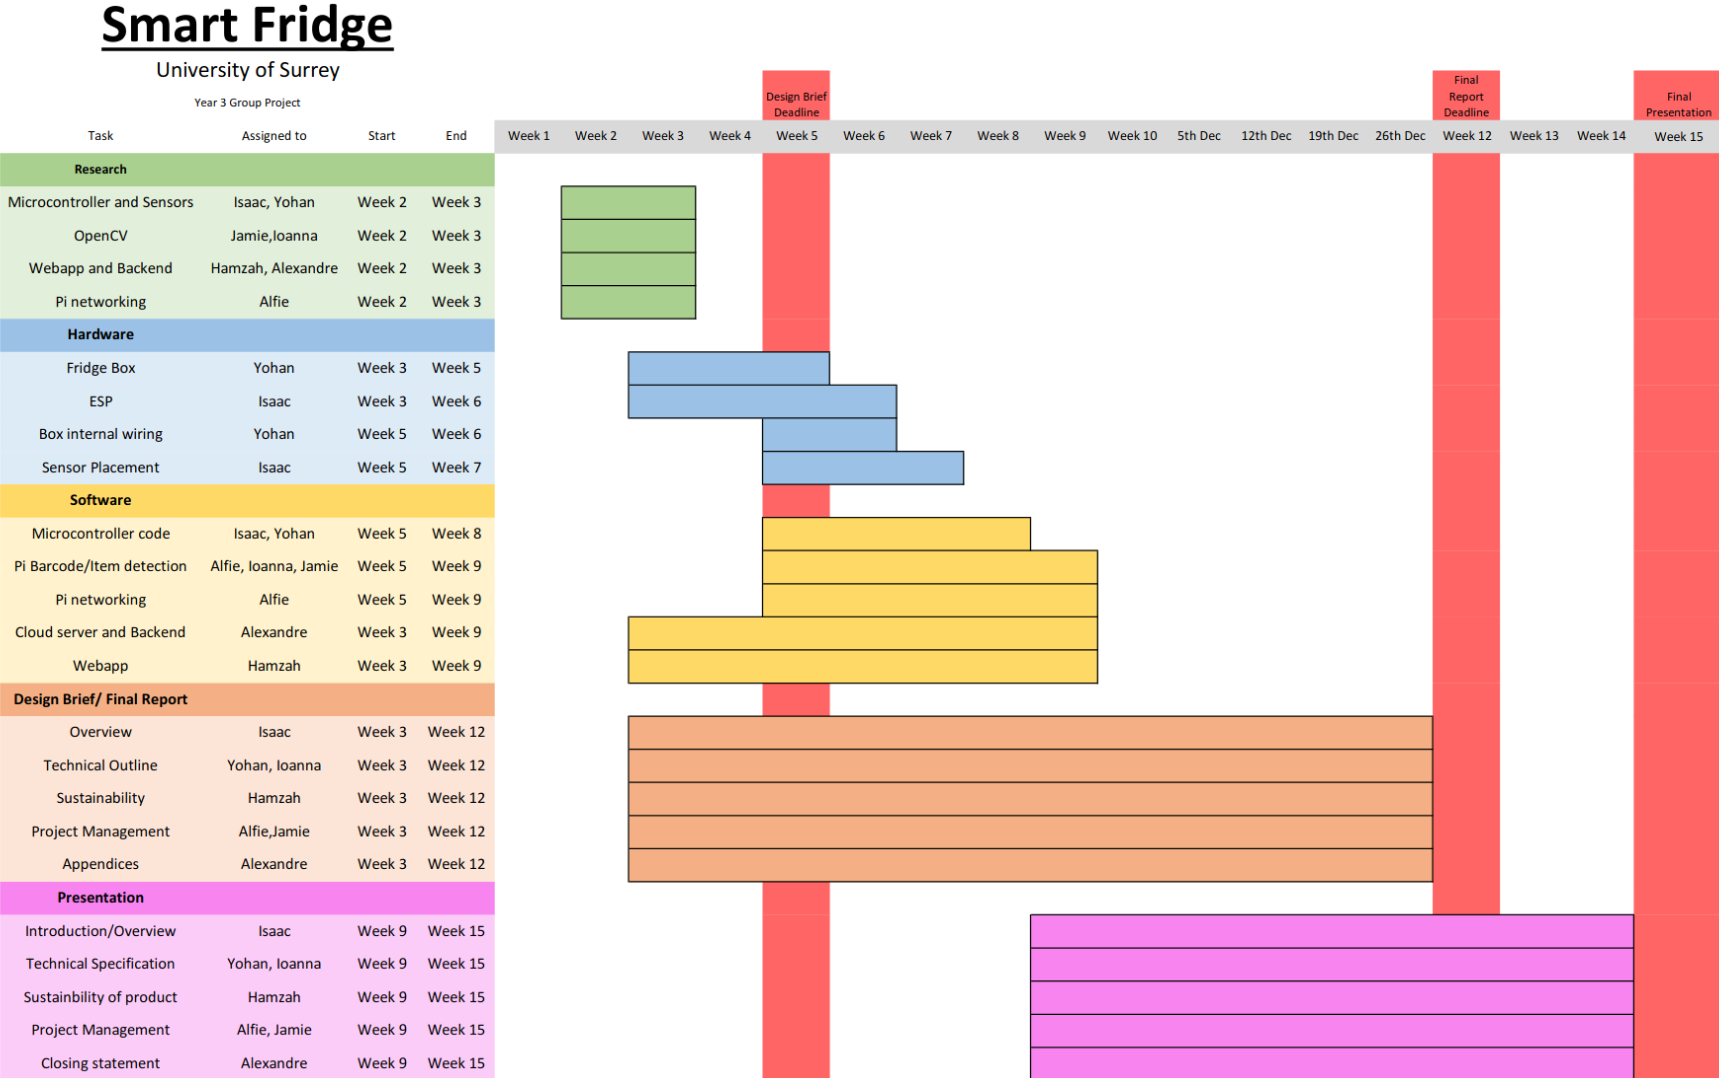 Smart Fridge
University of Surrey
Year 3 Group Project
Design Brief
Deadline
Final
Report
Deadline
Final
Presentation
Task Assigned to Start End Week 1 Week 2 Week 3 Week 4 Week 5 Week 6 Week 7 Week 8 Week 9 Week 10 5th Dec 12th Dec 19th Dec 26th Dec Week 12 Week 13 Week 14 Week 15
Research
Microcontroller and Sensors Isaac, Yohan Week 2 Week 3
OpenCV Jamie,Ioanna Week 2 Week 3
Webapp and Backend Hamzah, Alexandre Week 2 Week 3
Pi networking Alfie Week 2 Week 3
Hardware
Fridge Box Yohan Week 3 Week 5
ESP Isaac Week 3 Week 6
Box internal wiring Yohan Week 5 Week 6
Sensor Placement Isaac Week 5 Week 7
Software
Microcontroller code Isaac, Yohan Week 5 Week 8
Pi Barcode/Item detection Alfie, Ioanna, Jamie Week 5 Week 9
Pi networking Alfie Week 5 Week 9
Cloud server and Backend Alexandre Week 3 Week 9
Webapp Hamzah Week 3 Week 9
Design Brief/ Final Report
Overview Isaac Week 3 Week 12
Technical Outline Yohan, Ioanna Week 3 Week 12
Sustainability Hamzah Week 3 Week 12
Project Management Alfie,Jamie Week 3 Week 12
Appendices Alexandre Week 3 Week 12
Presentation
Introduction/Overview Isaac Week 9 Week 15
Technical Specification Yohan, Ioanna Week 9 Week 15
Sustainbility of product Hamzah Week 9 Week 15
Project Management Alfie, Jamie Week 9 Week 15
Closing statement Alexandre Week 9 Week 15